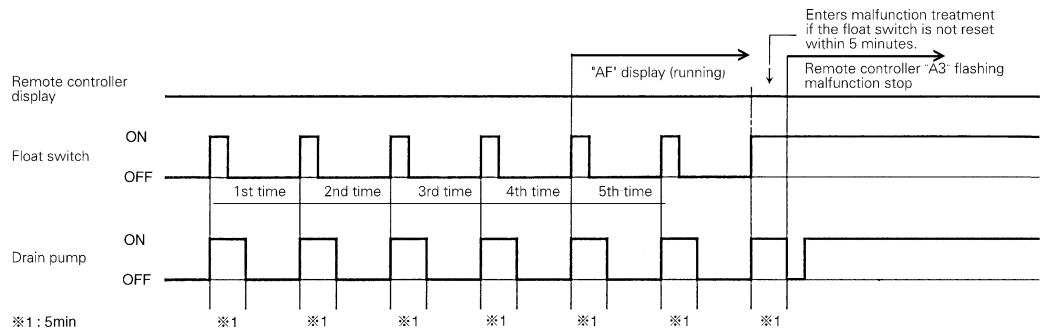 Enters malfunction treatment
if the float switch is not reset
within 5 minutes.
"AF" display (running)
Remote controller "A3" flashing
malfunction stop
Remote controller
display
ON
Float switch
OFF
1st time
2nd time
3rd time
4th time
5th time
ON
Drain pump
OFF
※1 : 5min
※1
※1
※1
※1
※1
※1
※1